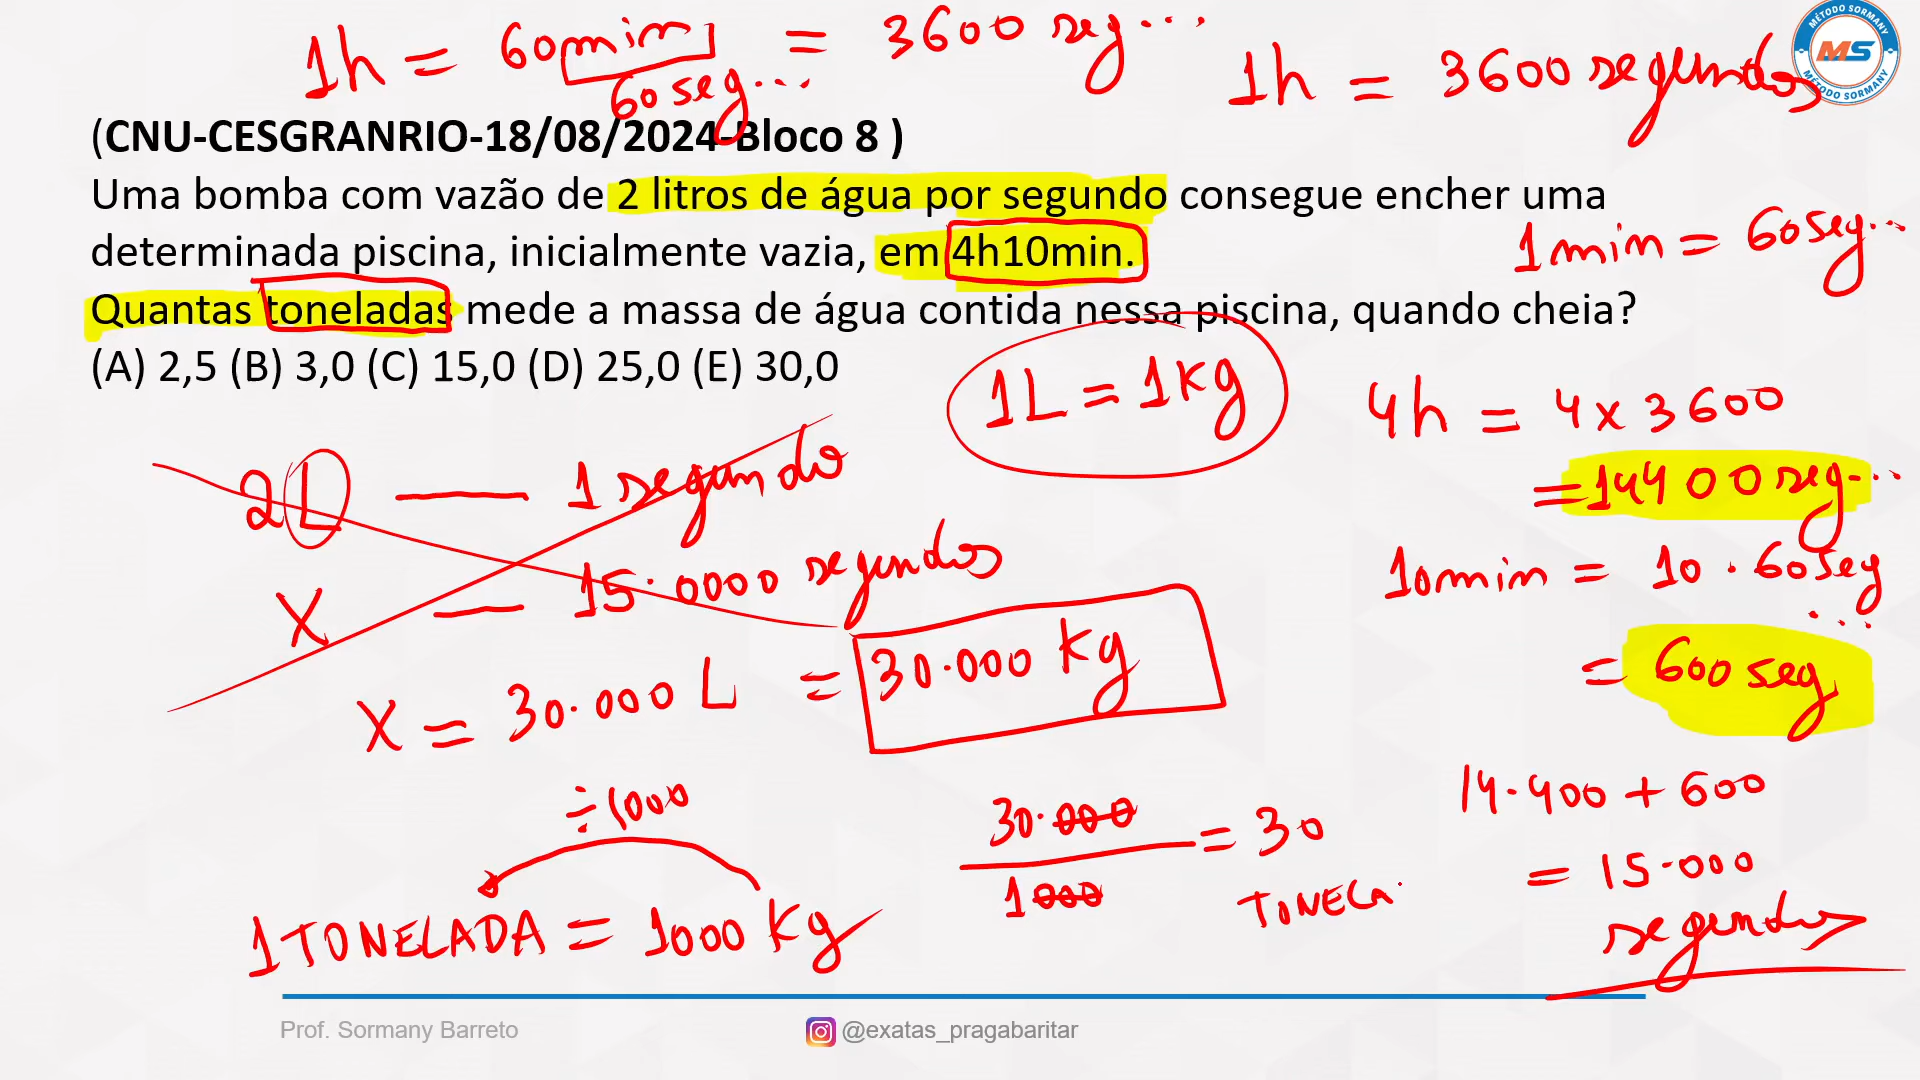 1h = 60min = 3600 seg...
60 seg...
1h = 3600 segundos
MÉTODO SORMANY
MS
MÉTODO SORMANY
(CNU-CESGRANRIO-18/08/2024-Bloco 8 )
Uma bomba com vazão de 2 litros de água por segundo consegue encher uma
determinada piscina, inicialmente vazia, em 4h10min.
1min = 60seg...
Quantas toneladas mede a massa de água contida nessa piscina, quando cheia?
(A) 2,5 (B) 3,0 (C) 15,0 (D) 25,0 (E) 30,0
1L = 1kg
4h = 4 x 3600
= 14400 seg...
2L — 1 segundo
X — 15.0000 segundos
10min = 10 . 60seg...
= 600 seg
X = 30.000 L = 30.000 kg
14.400 + 600
= 15.000
segundos
÷1000
1 TONELADA = 1000 kg
30.000
1000
= 30
TONELA
Prof. Sormany Barreto
@exatas_pragabaritar